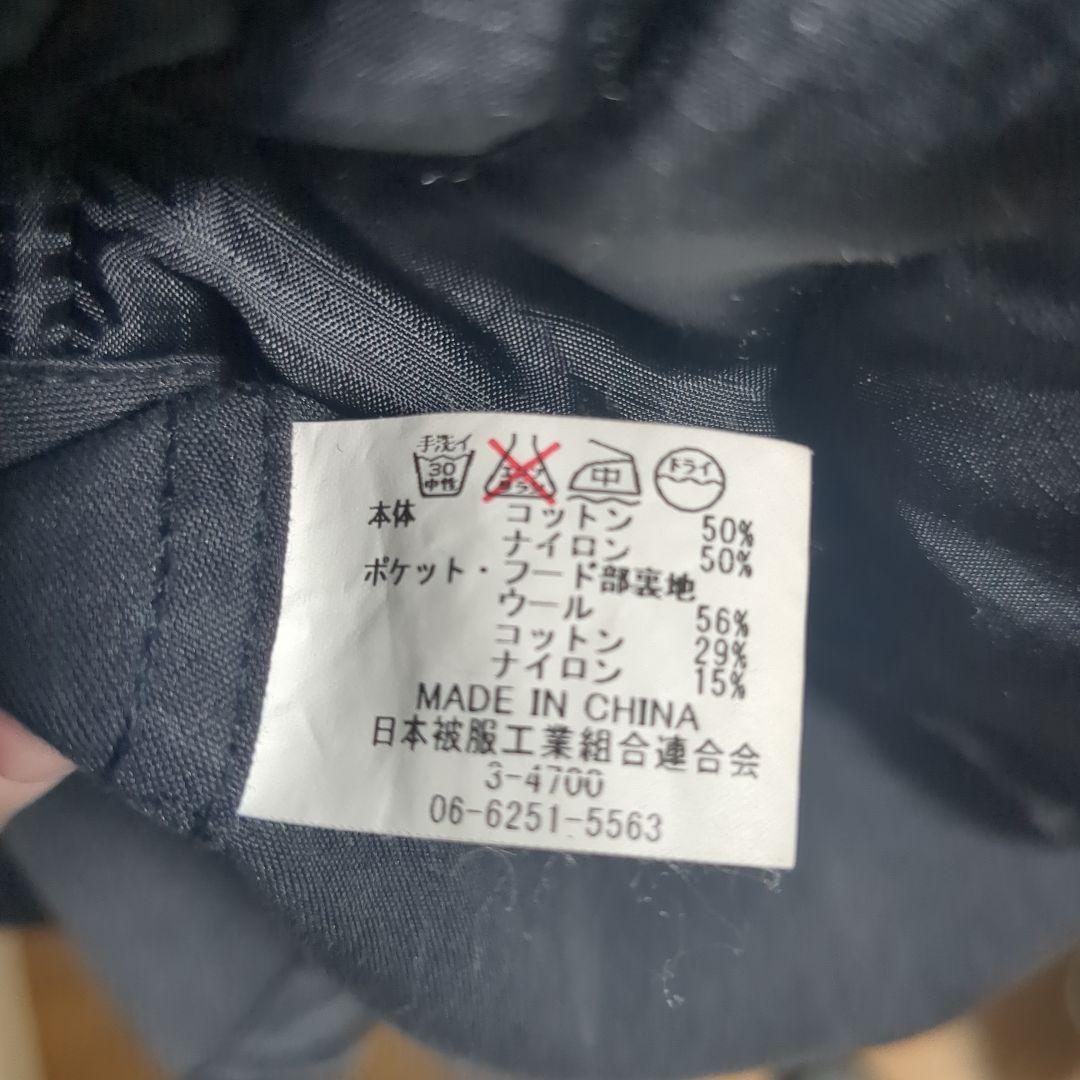 手洗イ
30
中性
エンソ
サラシ
中
ドライ
本体 コットン 50%
ナイロン 50%
ポケット・フード部裏地
ウール 56%
コットン 29%
ナイロン 15%
MADE IN CHINA
日本被服工業組合連合会
3-4700
06-6251-5563